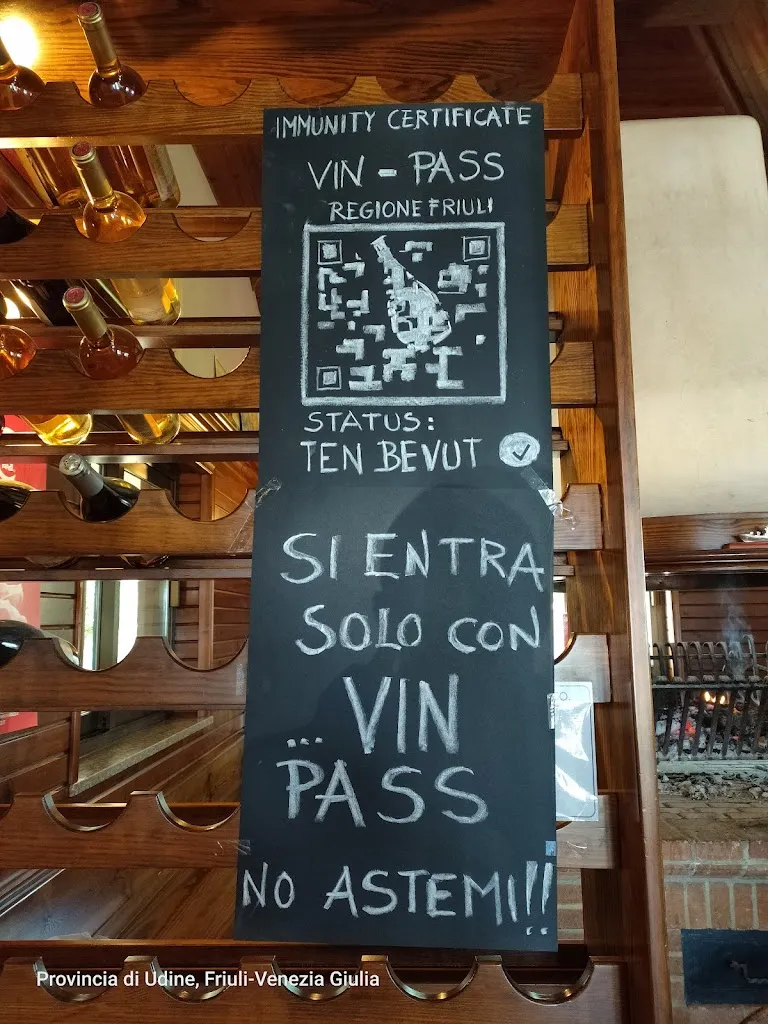 IMMUNITY CERTIFICATE
VIN - PASS
REGIONE FRIULI
STATUS:
TEN BEVUT ✓
SI ENTRA
SOLO CON
... VIN
PASS
NO ASTEMI!!
Provincia di Udine, Friuli-Venezia Giulia